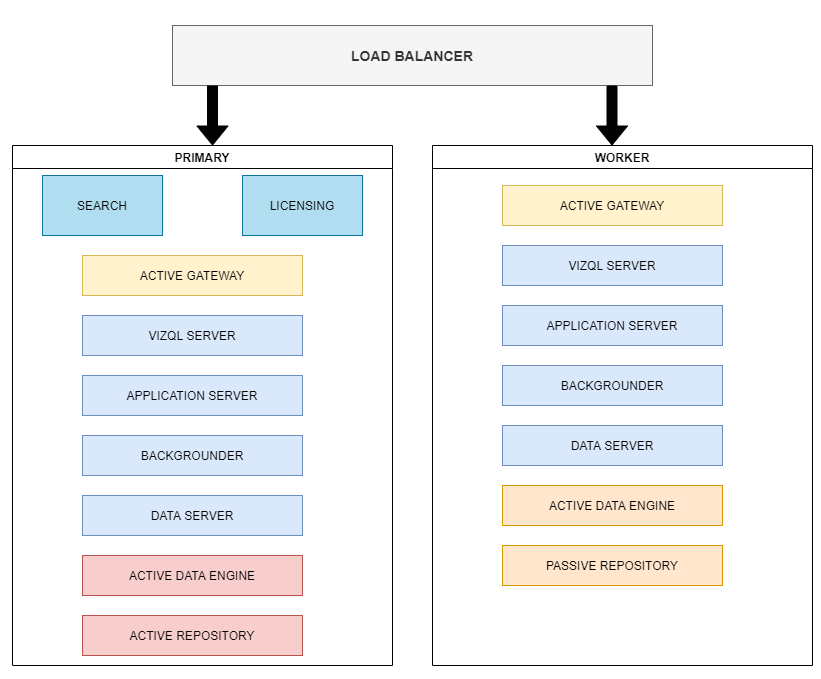 LOAD BALANCER
PRIMARY
SEARCH
LICENSING
ACTIVE GATEWAY
VIZQL SERVER
APPLICATION SERVER
BACKGROUNDER
DATA SERVER
ACTIVE DATA ENGINE
ACTIVE REPOSITORY
WORKER
ACTIVE GATEWAY
VIZQL SERVER
APPLICATION SERVER
BACKGROUNDER
DATA SERVER
ACTIVE DATA ENGINE
PASSIVE REPOSITORY